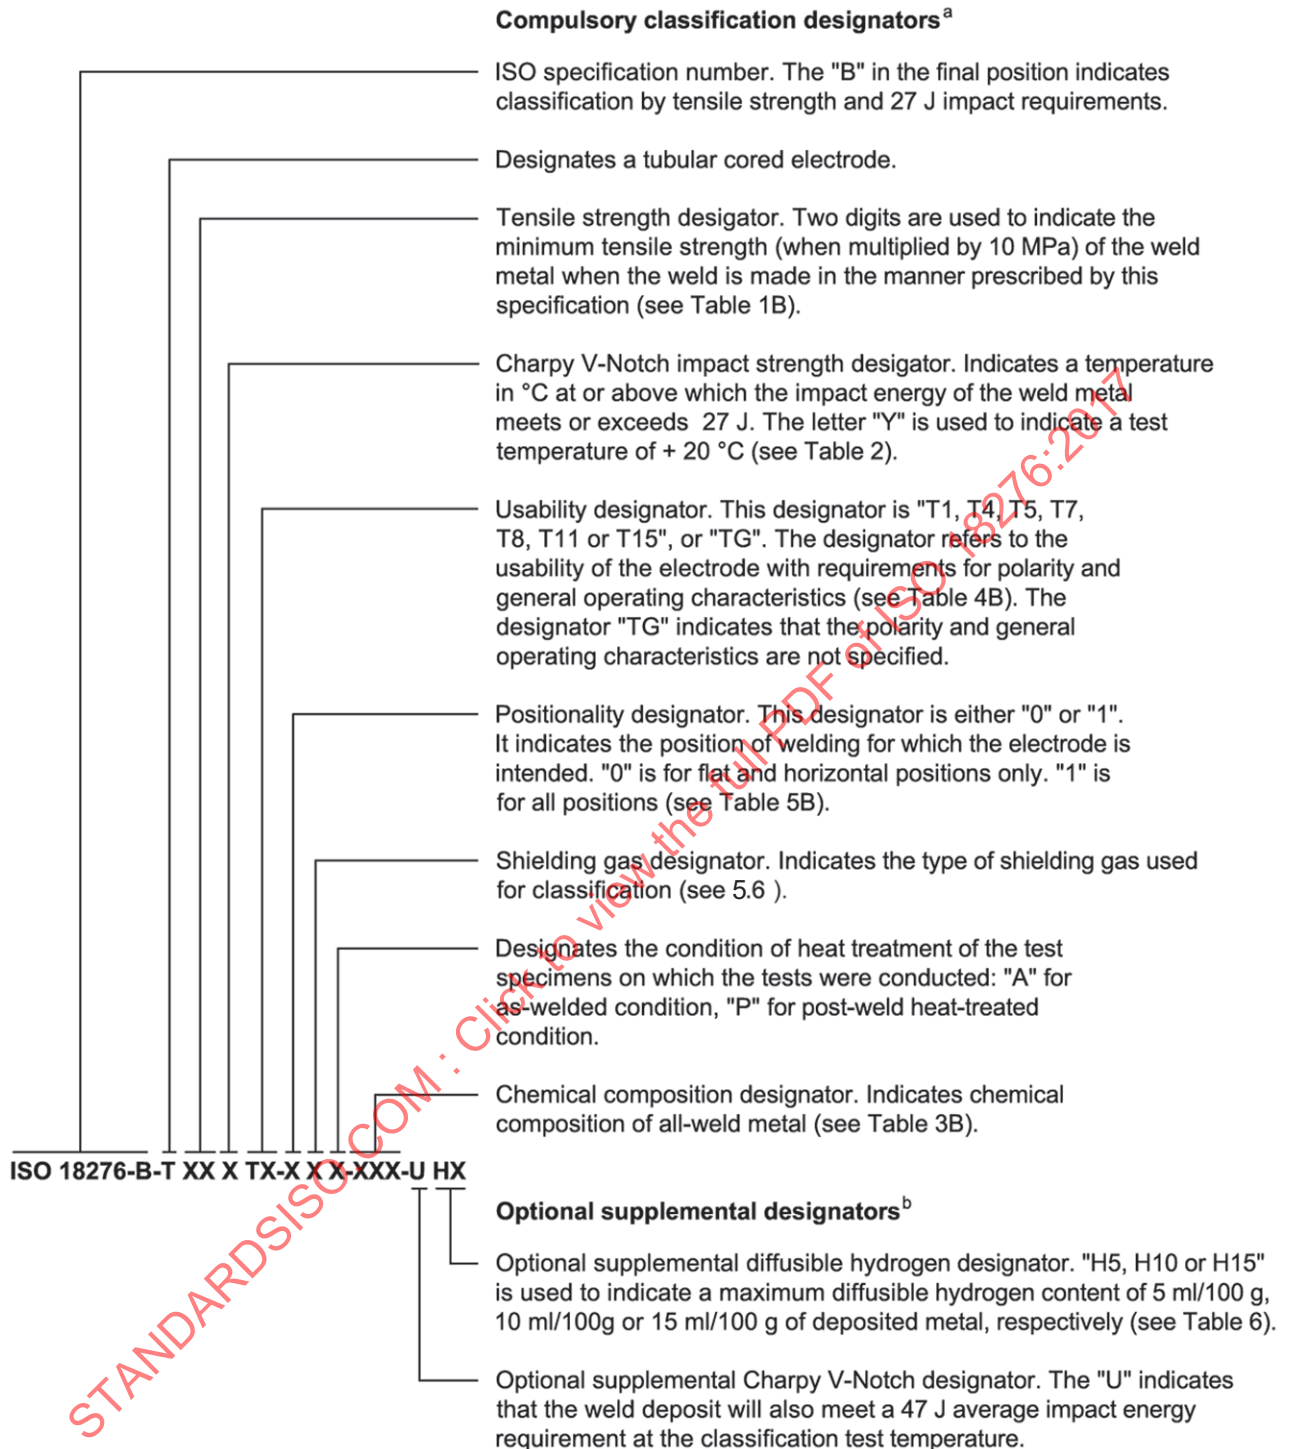 Compulsory classification designators a
ISO specification number. The "B" in the final position indicates
classification by tensile strength and 27 J impact requirements.
Designates a tubular cored electrode.
Tensile strength desigator. Two digits are used to indicate the
minimum tensile strength (when multiplied by 10 MPa) of the weld
metal when the weld is made in the manner prescribed by this
specification (see Table 1B).
Charpy V-Notch impact strength desigator. Indicates a temperature
in °C at or above which the impact energy of the weld metal
meets or exceeds 27 J. The letter "Y" is used to indicate a test
temperature of + 20 °C (see Table 2).
Usability designator. This designator is "T1, T4, T5, T7,
T8, T11 or T15", or "TG". The designator refers to the
usability of the electrode with requirements for polarity and
general operating characteristics (see Table 4B). The
designator "TG" indicates that the polarity and general
operating characteristics are not specified.
Positionality designator. This designator is either "0" or "1".
It indicates the position of welding for which the electrode is
intended. "0" is for flat and horizontal positions only. "1" is
for all positions (see Table 5B).
Shielding gas designator. Indicates the type of shielding gas used
for classification (see 5.6 ).
Designates the condition of heat treatment of the test
specimens on which the tests were conducted: "A" for
as-welded condition, "P" for post-weld heat-treated
condition.
Chemical composition designator. Indicates chemical
composition of all-weld metal (see Table 3B).
ISO 18276-B-T XX X TX-X X X-XXX-U HX
Optional supplemental designators b
Optional supplemental diffusible hydrogen designator. "H5, H10 or H15"
is used to indicate a maximum diffusible hydrogen content of 5 ml/100 g,
10 ml/100g or 15 ml/100 g of deposited metal, respectively (see Table 6).
Optional supplemental Charpy V-Notch designator. The "U" indicates
that the weld deposit will also meet a 47 J average impact energy
requirement at the classification test temperature.
STANDARDSISO.COM : Click to view the full PDF of ISO 18276:2017